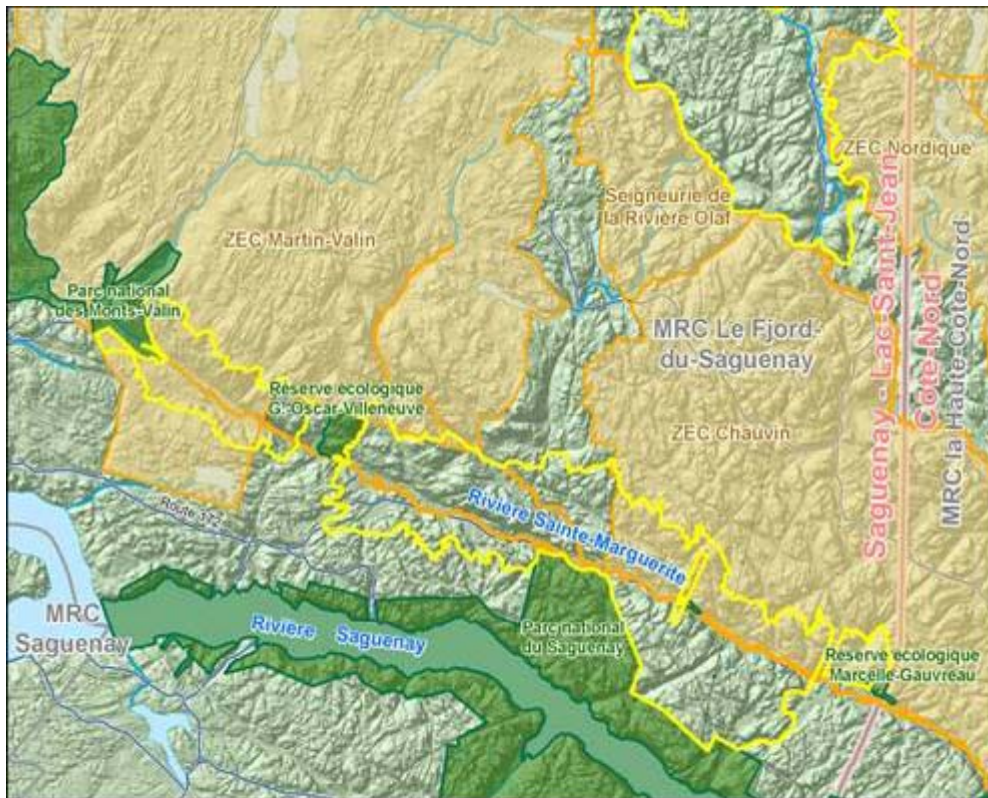 ZEC Nordique
Seigneurie de
la Rivière Olaf
ZEC Martin-Valin
Parc national
des Monts-Valin
MRC Le Fjord-
du-Saguenay
Saguenay - Lac-Saint-Jean
Côte-Nord
MRC la Haute-Côte-Nord
Réserve écologique
G.-Oscar-Villeneuve
ZEC Chauvin
Rivière Sainte-Marguerite
Route 172
MRC
Saguenay
Rivière Saguenay
Parc national
du Saguenay
Réserve écologique
Marcelle-Gauvreau